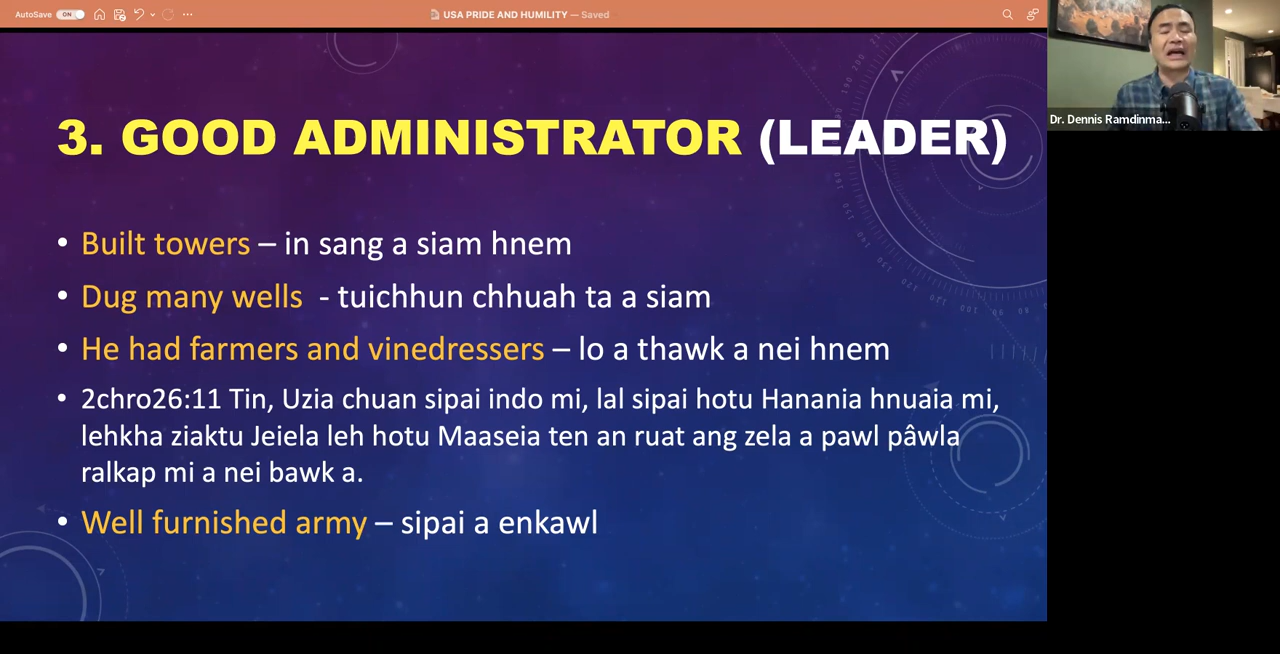 AutoSave ON
USA PRIDE AND HUMILITY — Saved
Dr. Dennis Ramdinma...
3. GOOD ADMINISTRATOR (LEADER)
• Built towers – in sang a siam hnem
• Dug many wells - tuichhun chhuah ta a siam
• He had farmers and vinedressers – lo a thawk a nei hnem
• 2chro26:11 Tin, Uzia chuan sipai indo mi, lal sipai hotu Hanania hnuaia mi,
lehkha ziaktu Jeiela leh hotu Maaseia ten an ruat ang zela a pawl pâwla
ralkap mi a nei bawk a.
• Well furnished army – sipai a enkawl